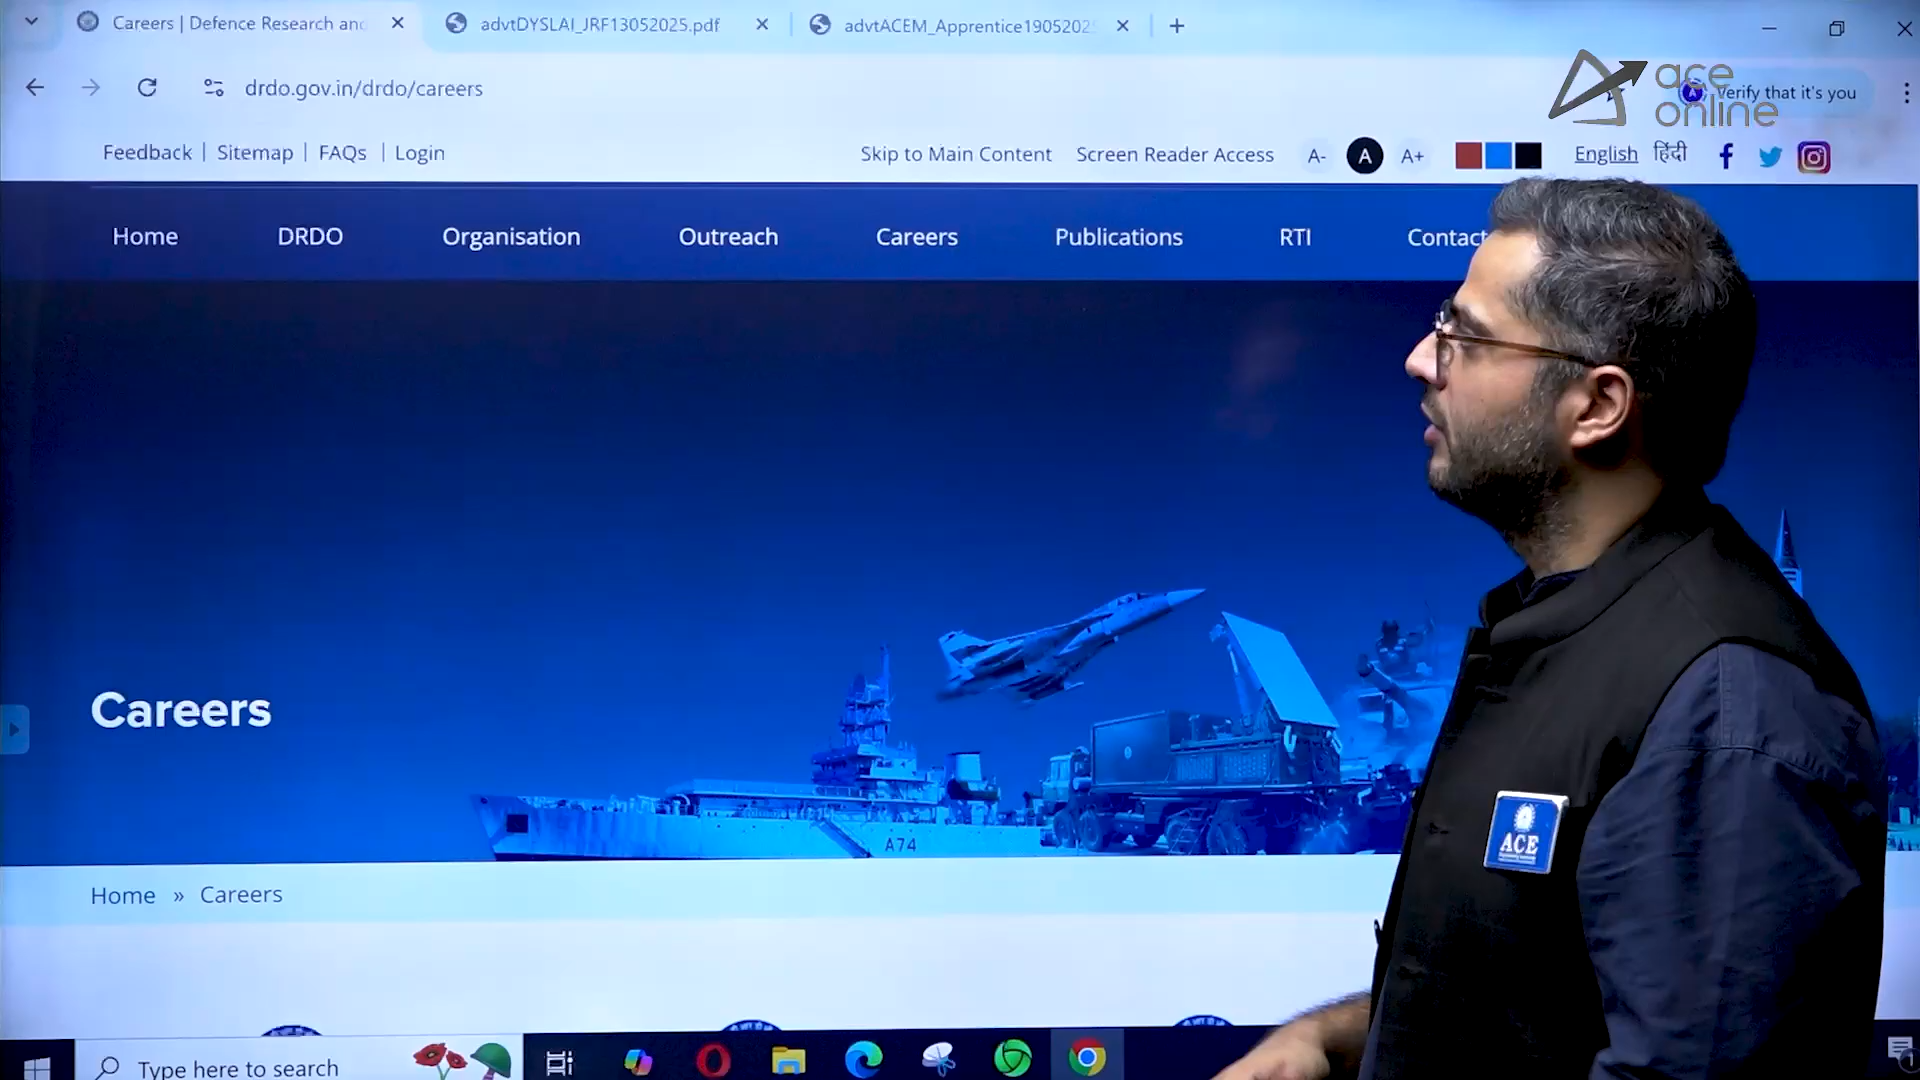 Careers | Defence Research and
advtDYSLAI_JRF13052025.pdf
advtACEM_Apprentice1905202
drdo.gov.in/drdo/careers
ace online
Verify that it's you
Feedback | Sitemap | FAQs | Login
Skip to Main Content
Screen Reader Access
A-
A
A+
English
हिंदी
Home
DRDO
Organisation
Outreach
Careers
Publications
RTI
Contact
Careers
A74
ACE
Home » Careers
Type here to search